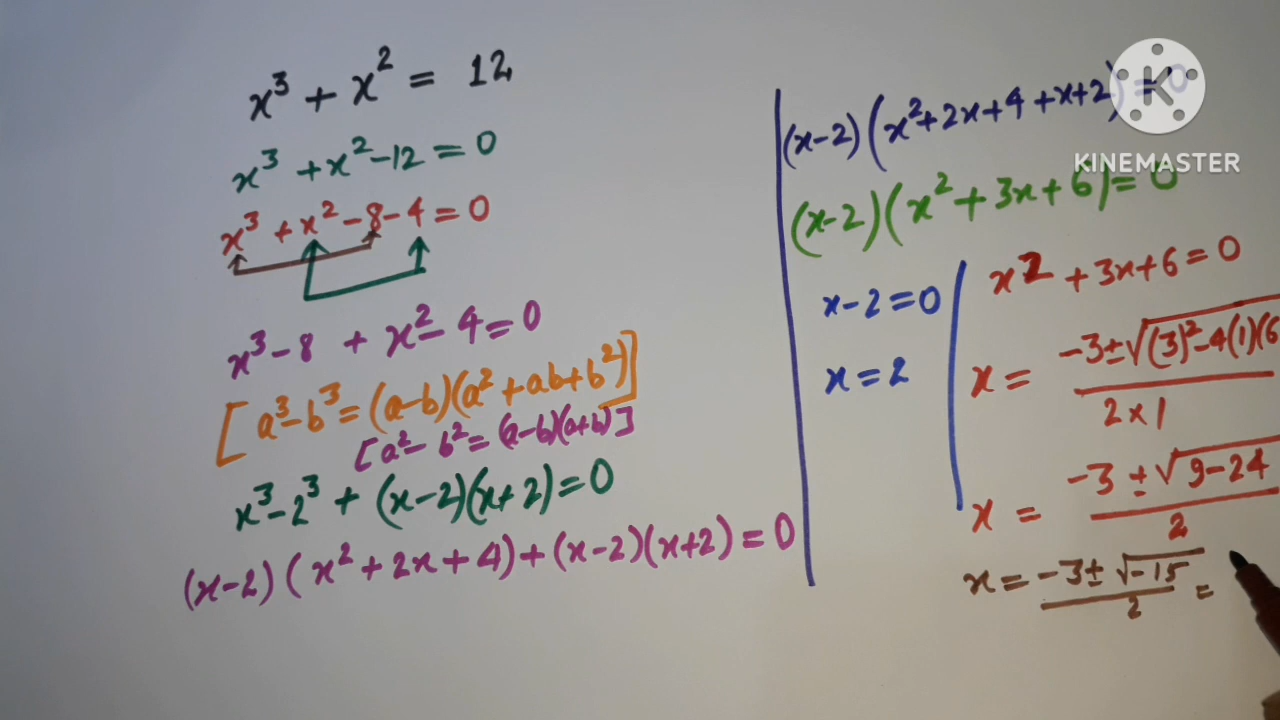 x³ + x² = 12
x³ + x² - 12 = 0
x³ + x² - 8 - 4 = 0
x³ - 8 + x² - 4 = 0
[a³ - b³ = (a-b)(a² + ab + b²)]
[a² - b² = (a-b)(a+b)]
x³ - 2³ + (x-2)(x+2) = 0
(x-2)(x² + 2x + 4) + (x-2)(x+2) = 0
(x-2)(x² + 2x + 4 + x + 2) = 0
KINEMASTER
(x-2)(x² + 3x + 6) = 0
x - 2 = 0
x = 2
x² + 3x + 6 = 0
x = -3 ± √(3)² - 4(1)(6 / 2 × 1
x = -3 ± √9 - 24 / 2
x = -3 ± √-15 / 2 =